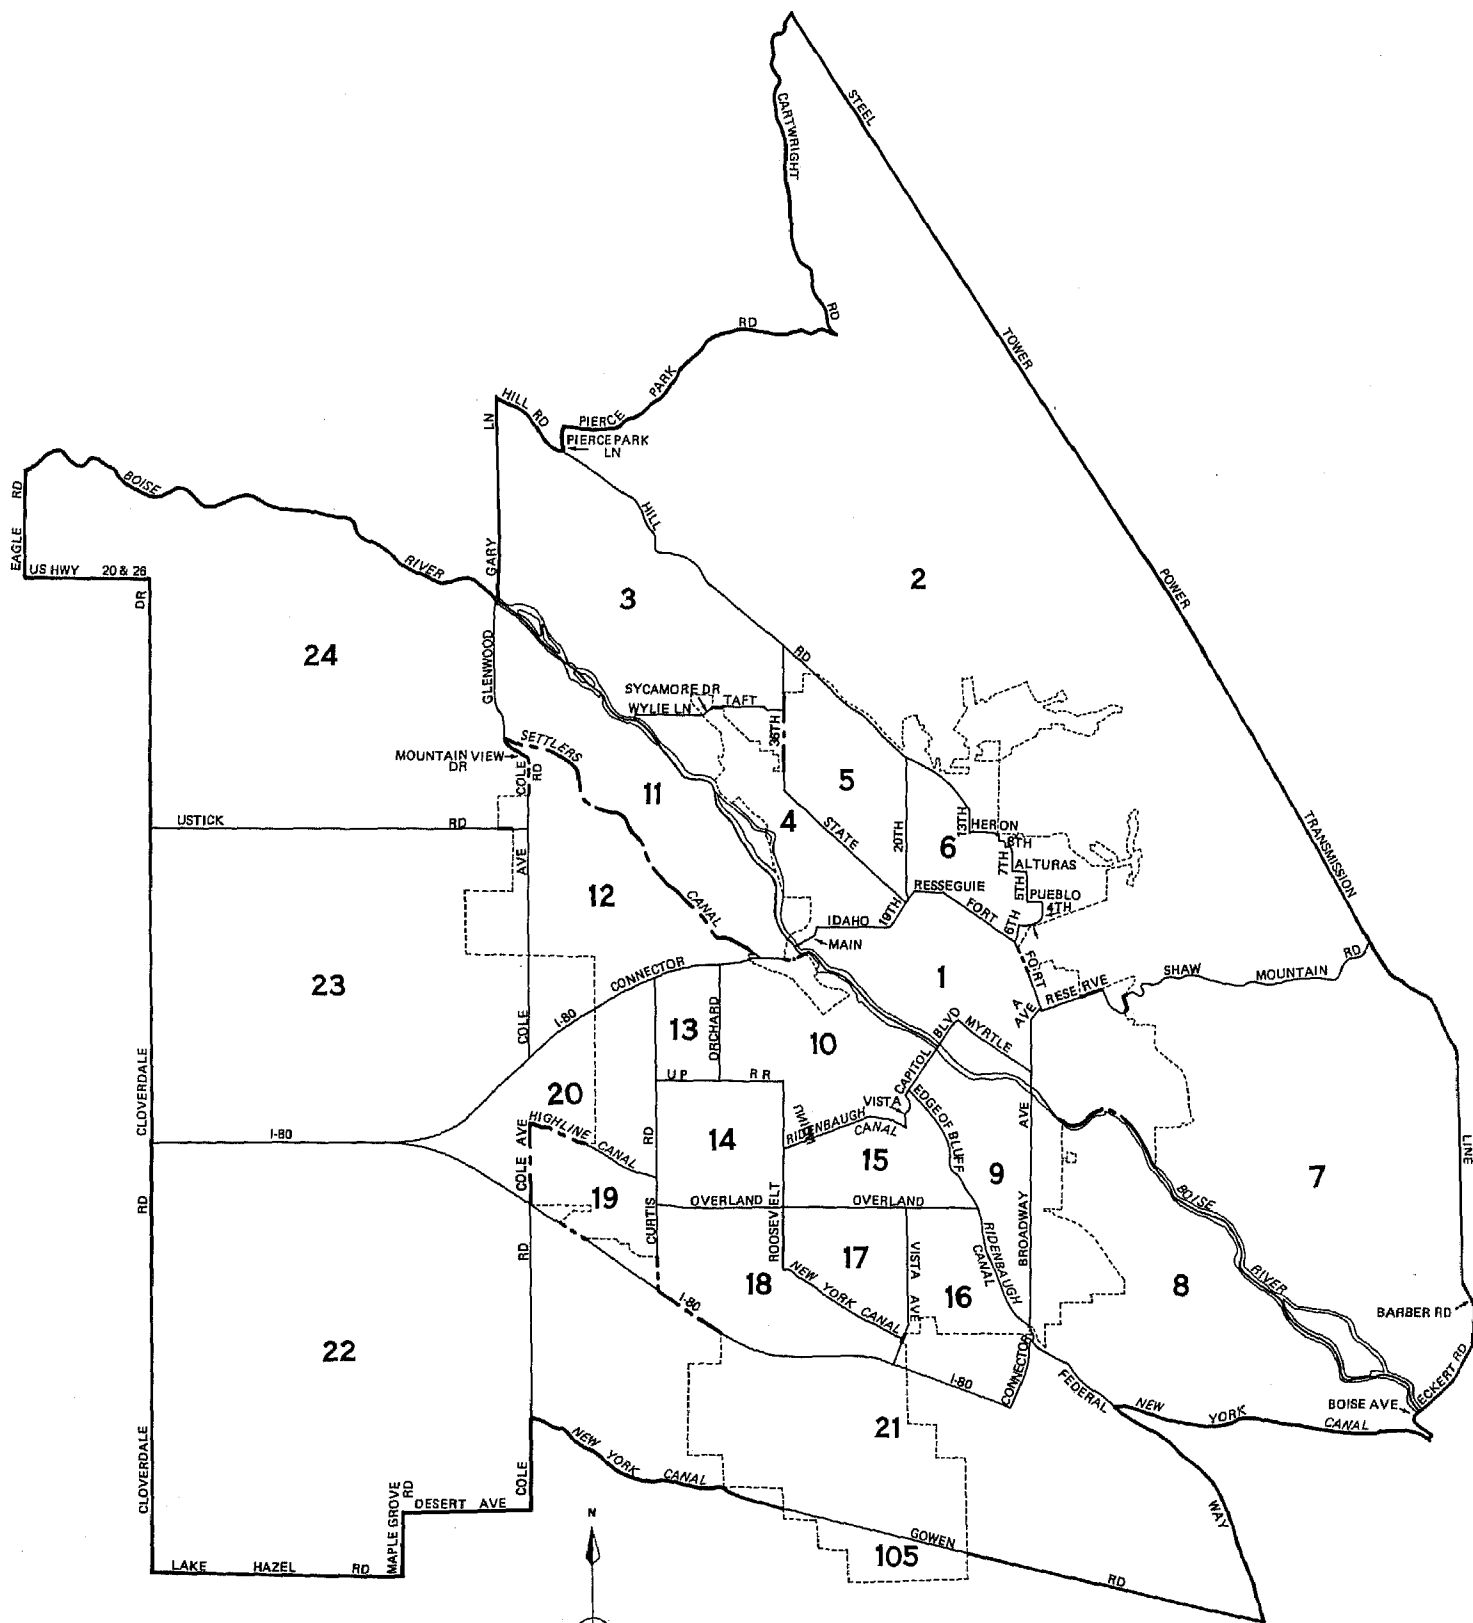 CARTWRIGHT
RD
STEEL
TOWER
POWER
TRANSMISSION
LINE
RD
PARK
PIERCE
HILL RD
PIERCE PARK
LN
LN
GARY
HILL
RD
EAGLE RD
BOISE
RIVER
US HWY 20 & 26
DR
2
3
24
GLENWOOD
SYCAMORE DR
WYLIE LN
TAFT
36TH
SETTLERS
MOUNTAIN VIEW
DR
COLE
RD
11
5
4
STATE
20TH
13TH
HERON
8TH
7TH
ALTURAS
5TH
PUEBLO
4TH
6TH
6
USTICK RD
AVE
12
CANAL
RESSEGUIE
FORT
19TH
IDAHO
MAIN
FORT
1
RESERVE
SHAW MOUNTAIN RD
AVE A
23
COLE
CONNECTOR
I-80
13
ORCHARD
10
BLVD
CAPITOL
MYRTLE
UP RR
20
CLOVERDALE
RD
I-80
HIGHLINE CANAL
COLE AVE
RD
14
RIDENBAUGH
CANAL
VISTA
EDGE OF BLUFF
AVE
15
9
7
BOISE
RIVER
19
CURTIS
OVERLAND
OVERLAND
ROOSEVELT
RD
BROADWAY
RIDENBAUGH
CANAL
17
VISTA AVE
16
18
NEW YORK CANAL
I-80
8
BARBER RD
22
CONNECTOR
I-80
FEDERAL
WAY
ECKERT RD
BOISE AVE
NEW YORK CANAL
21
NEW YORK CANAL
CLOVERDALE
COLE
DESERT AVE
MAPLE GROVE
RD
N
GOWEN
RD
105
LAKE HAZEL RD